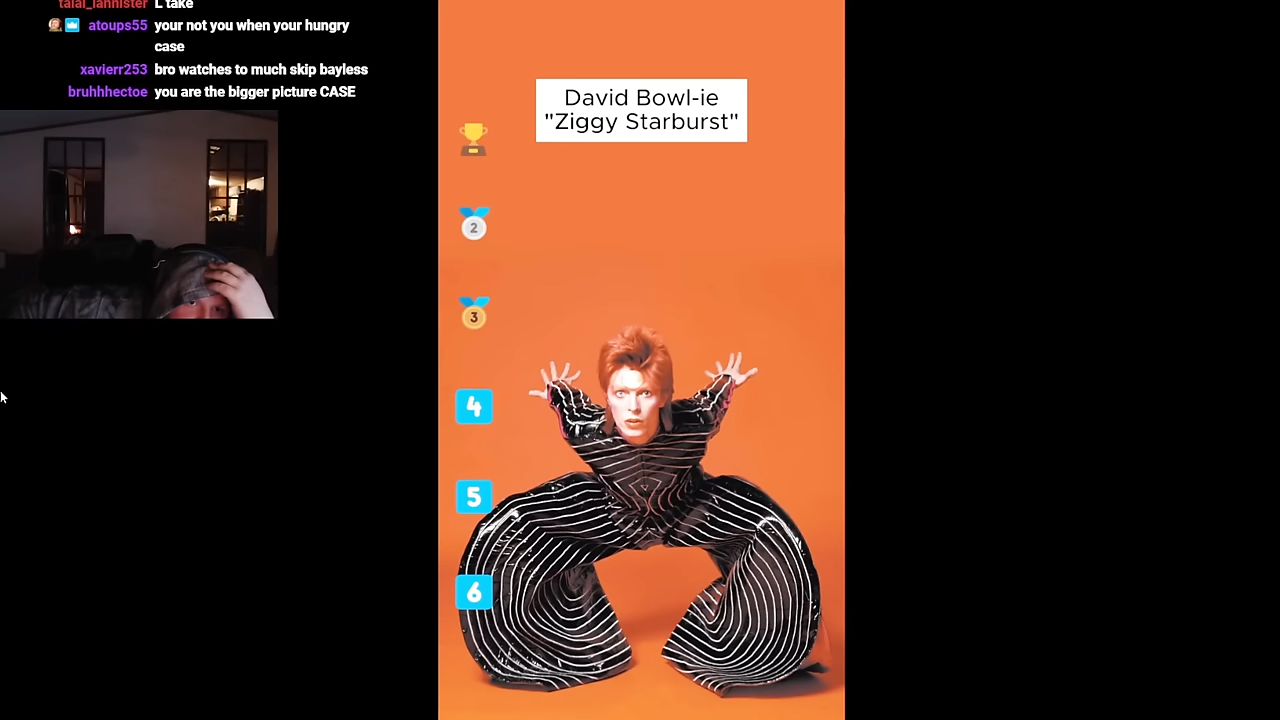 talal_lannister L take
atoups55 your not you when your hungry
case
xavierr253 bro watches to much skip bayless
bruhhhectoe you are the bigger picture CASE
David Bowl-ie
"Ziggy Starburst"
2
3
4
5
6